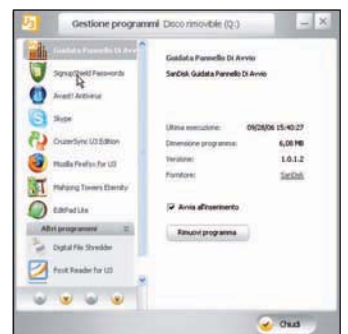 Gestione programmi Disco rimovibile (Q:)
Guidata Pannello Di Avvio
SignupShield Passwords
Avast! Antivirus
Skype
CruzerSync U3 Edition
Mozilla Firefox for U3
Mahjong Towers Eternity
EditPad Lite
Altri programmi
Digital File Shredder
Foxit Reader for U3
Guidata Pannello Di Avvio
SanDisk Guidata Pannello Di Avvio
Ultima esecuzione: 09/28/06 15:40:27
Dimensione programma: 6,08 MB
Versione: 1.0.1.2
Fornitore: SanDisk
Avvia all'inserimento
Rimuovi programma
Chiudi